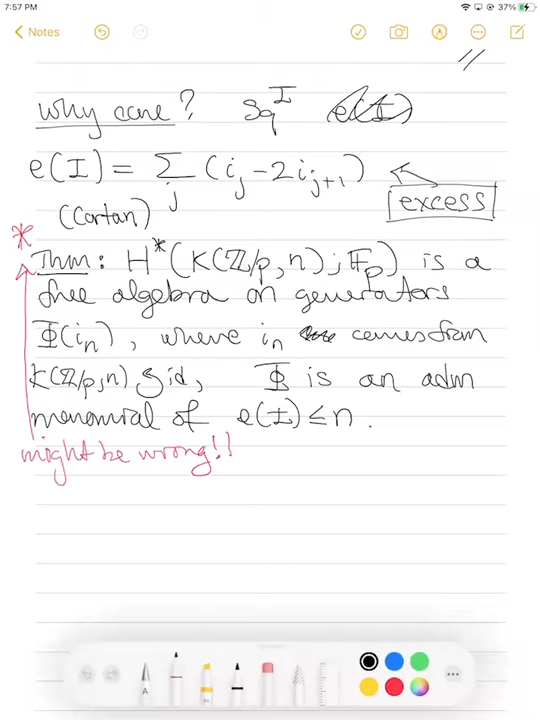 7:57 PM
37%
Notes
//
Why care? Sq^I e(I)
e(I) = Σ_j (i_j - 2i_{j+1})
excess
(Cartan)
*
Thm: H*(K(ℤ/p, n); 𝔽_p) is a
free algebra on generators
Φ(i_n), where i_n comes from
K(ℤ/p, n) id, Φ is an adm
monomial of e(I) ≤ n.
might be wrong!!
A